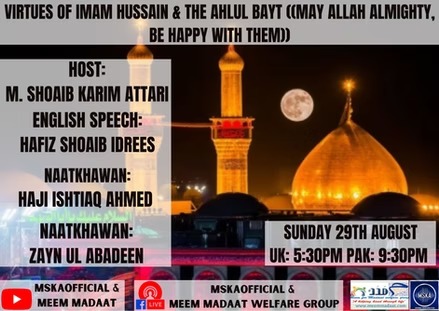 VIRTUES OF IMAM HUSSAIN & THE AHLUL BAYT ((MAY ALLAH ALMIGHTY,
BE HAPPY WITH THEM))
HOST:
M. SHOAIB KARIM ATTARI
ENGLISH SPEECH:
HAFIZ SHOAIB IDREES
NAATKHAWAN:
HAJI ISHTIAQ AHMED
NAATKHAWAN:
ZAYN UL ABADEEN
SUNDAY 29TH AUGUST
UK: 5:30PM PAK: 9:30PM
MSKAOFFICIAL &
MEEM MADAAT
LIVE
MSKAOFFICIAL &
MEEM MADAAT WELFARE GROUP
MSKA